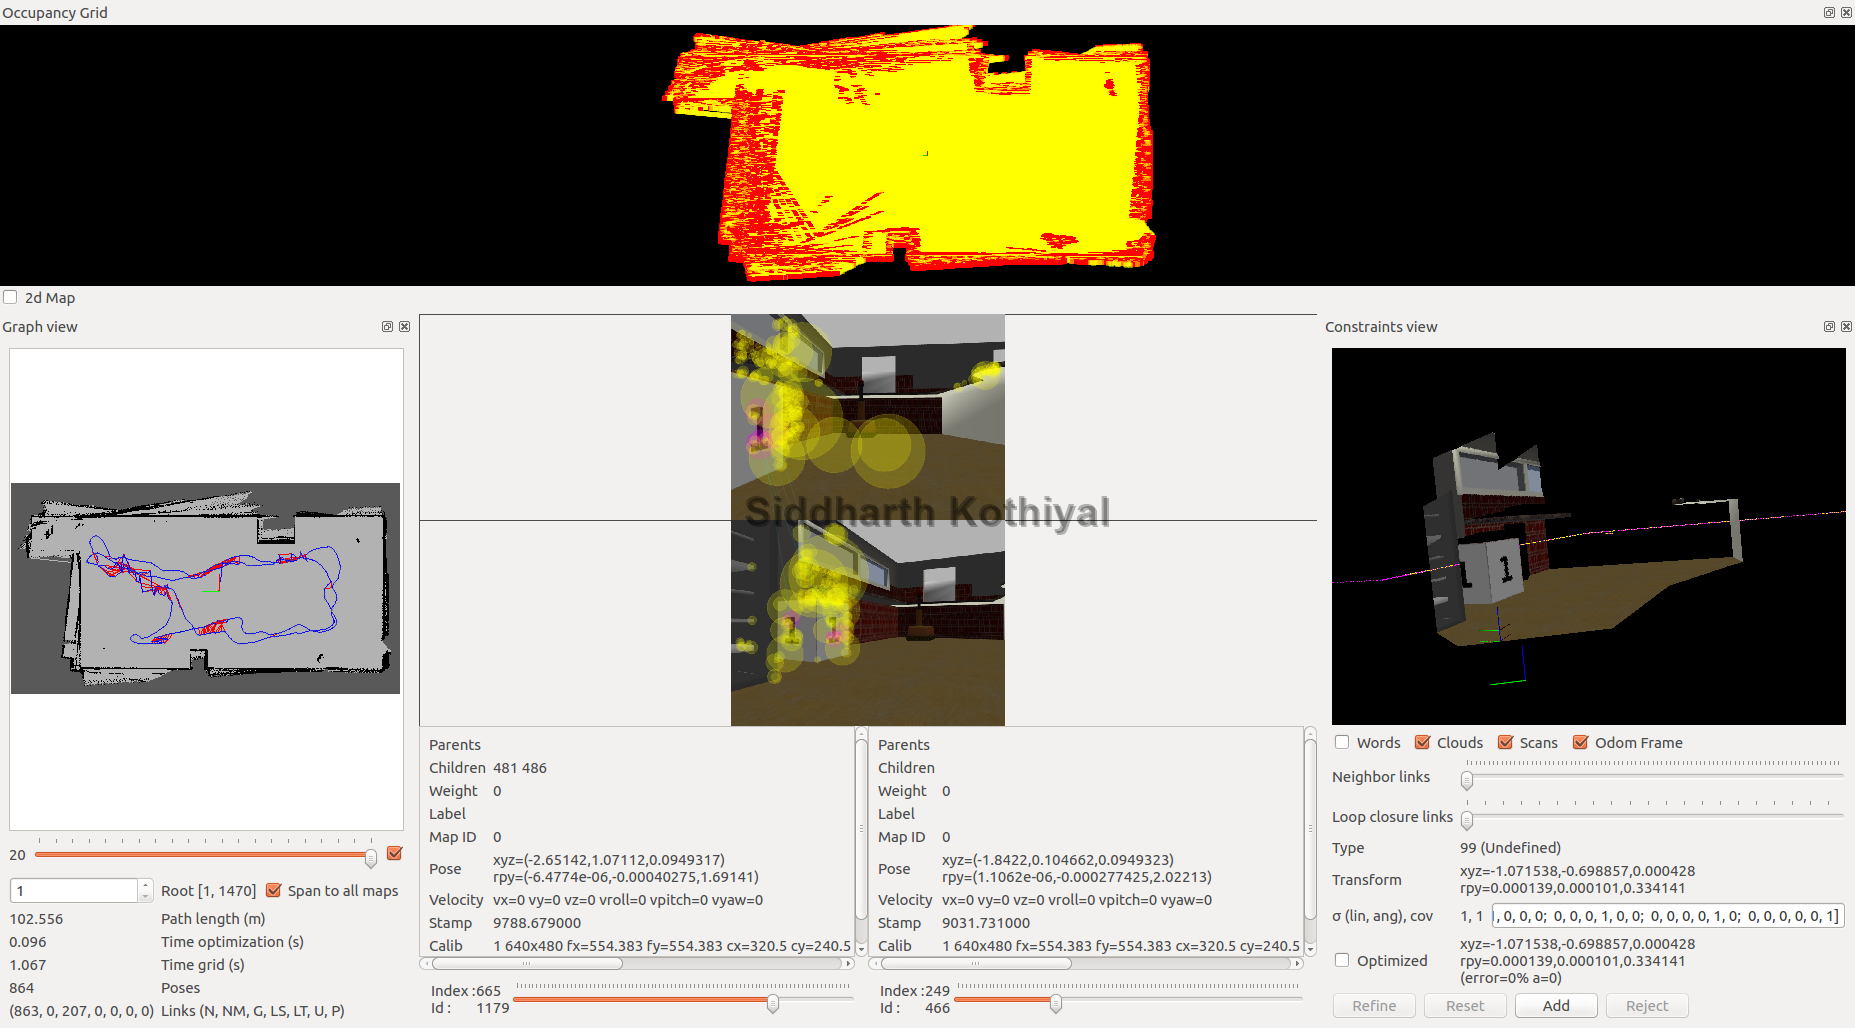 Occupancy Grid
2d Map
Graph view
Constraints view
Siddharth Kothiyal
1
20
1
Root [1, 1470]
Span to all maps
102.556 Path length (m)
0.096 Time optimization (s)
1.067 Time grid (s)
864 Poses
(863, 0, 207, 0, 0, 0, 0) Links (N, NM, G, LS, LT, U, P)
Parents
Children 481 486
Weight 0
Label
Map ID 0
Pose xyz=(-2.65142,1.07112,0.0949317)
rpy=(-6.4774e-06,-0.00040275,1.69141)
Velocity vx=0 vy=0 vz=0 vroll=0 vpitch=0 vyaw=0
Stamp 9788.679000
Calib 1 640x480 fx=554.383 fy=554.383 cx=320.5 cy=240.5
Index :665
Id : 1179
Parents
Children
Weight 0
Label
Map ID 0
Pose xyz=(-1.8422,0.104662,0.0949323)
rpy=(1.1062e-06,-0.000277425,2.02213)
Velocity vx=0 vy=0 vz=0 vroll=0 vpitch=0 vyaw=0
Stamp 9031.731000
Calib 1 640x480 fx=554.383 fy=554.383 cx=320.5 cy=240.5
Index :249
Id : 466
Words Clouds Scans Odom Frame
Neighbor links
Loop closure links
Type 99 (Undefined)
Transform xyz=-1.071538,-0.698857,0.000428
rpy=0.000139,0.000101,0.334141
σ (lin, ang), cov 1, 1 , 0, 0, 0; 0, 0, 0, 1, 0, 0; 0, 0, 0, 0, 1, 0; 0, 0, 0, 0, 0, 1]
Optimized xyz=-1.071538,-0.698857,0.000428
rpy=0.000139,0.000101,0.334141
(error=0% a=0)
Refine Reset Add Reject